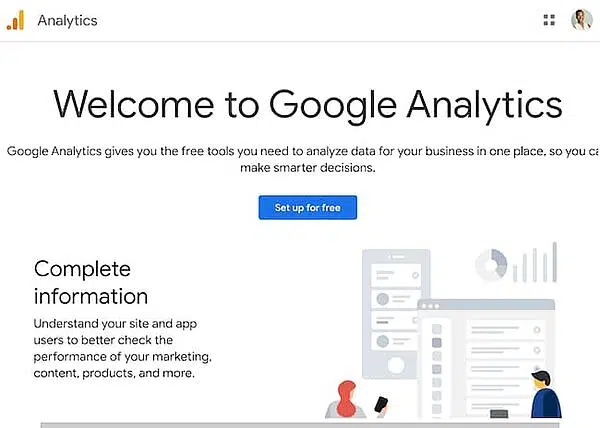 Analytics
Welcome to Google Analytics
Google Analytics gives you the free tools you need to analyze data for your business in one place, so you ca
make smarter decisions.
Set up for free
Complete
information
Understand your site and app
users to better check the
performance of your marketing,
content, products, and more.